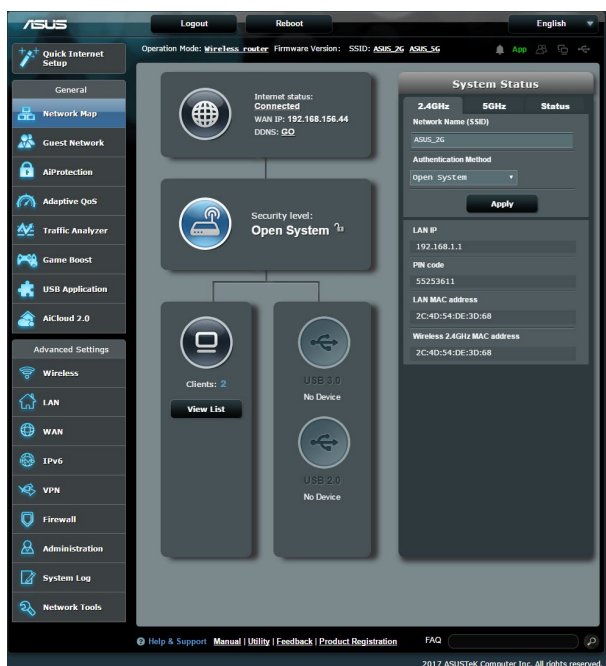 ASUS
Logout
Reboot
English
Quick Internet Setup
Operation Mode: Wireless router Firmware Version: SSID: ASUS_2G ASUS_5G
App
General
Network Map
Guest Network
AiProtection
Adaptive QoS
Traffic Analyzer
Game Boost
USB Application
AiCloud 2.0
Advanced Settings
Wireless
LAN
WAN
IPv6
VPN
Firewall
Administration
System Log
Network Tools
Internet status:
Connected
WAN IP: 192.168.156.44
DDNS: GO
Security level:
Open System
Clients: 2
View List
USB 3.0
No Device
USB 2.0
No Device
System Status
2.4GHz 5GHz Status
Network Name (SSID)
ASUS_2G
Authentication Method
Open System
Apply
LAN IP
192.168.1.1
PIN code
55253611
LAN MAC address
2C:4D:54:DE:3D:68
Wireless 2.4GHz MAC address
2C:4D:54:DE:3D:68
Help & Support Manual | Utility | Feedback | Product Registration FAQ
2017 ASUSTeK Computer Inc. All rights reserved.